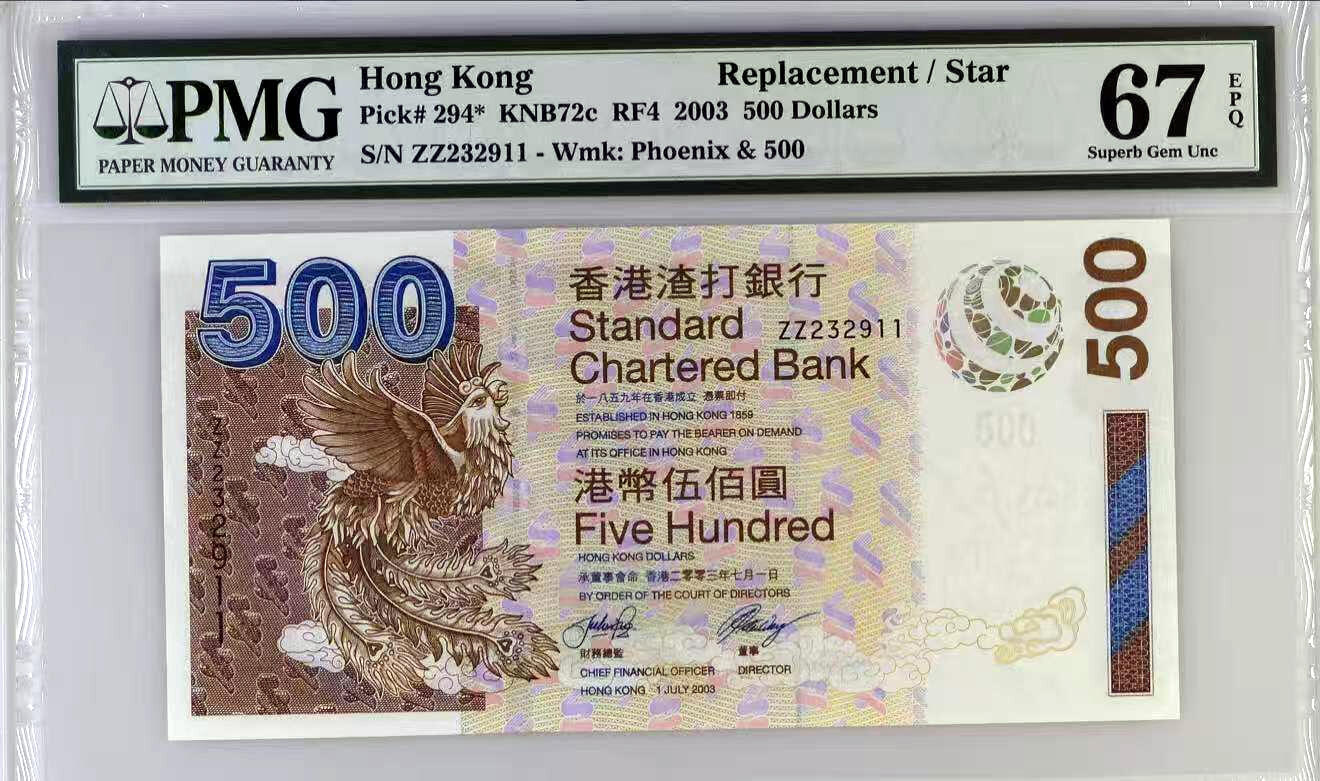 PMG
PAPER MONEY GUARANTY
Hong Kong
Replacement / Star
Pick# 294* KNB72c RF4 2003 500 Dollars
S/N ZZ232911 - Wmk: Phoenix & 500
67
EPQ
Superb Gem Unc
500
香港渣打銀行
Standard
ZZ232911
Chartered Bank
於一八五九年在香港成立 憑票即付
ESTABLISHED IN HONG KONG 1859
PROMISES TO PAY THE BEARER ON DEMAND
AT ITS OFFICE IN HONG KONG
港幣伍佰圓
Five Hundred
HONG KONG DOLLARS
承董事會命 香港二零零三年七月一日
BY ORDER OF THE COURT OF DIRECTORS
財務總監
董事
CHIEF FINANCIAL OFFICER
DIRECTOR
HONG KONG 1 JULY 2003
ZZ232911
500
500